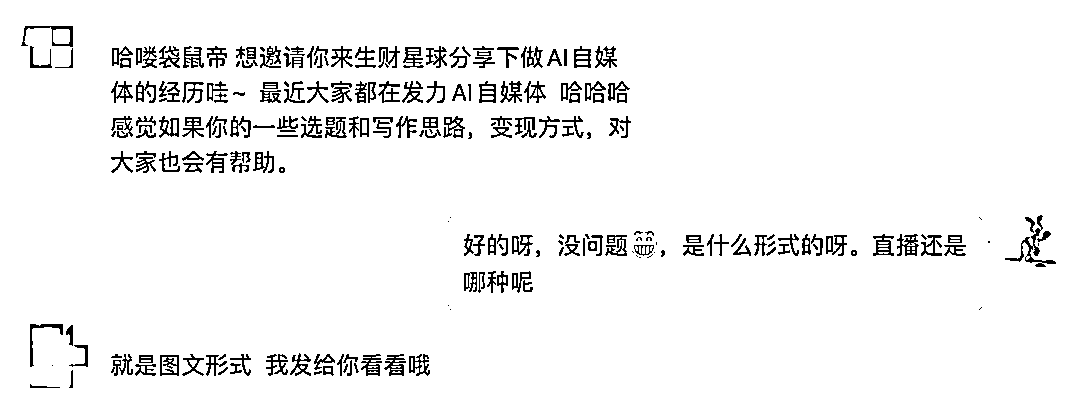 哈喽袋鼠帝 想邀请你来生财星球分享下做AI自媒
体的经历哇~ 最近大家都在发力AI自媒体 哈哈哈
感觉如果你的一些选题和写作思路，变现方式，对
大家也会有帮助。
好的呀，没问题😁，是什么形式的呀。直播还是
哪种呢
就是图文形式 我发给你看看哦